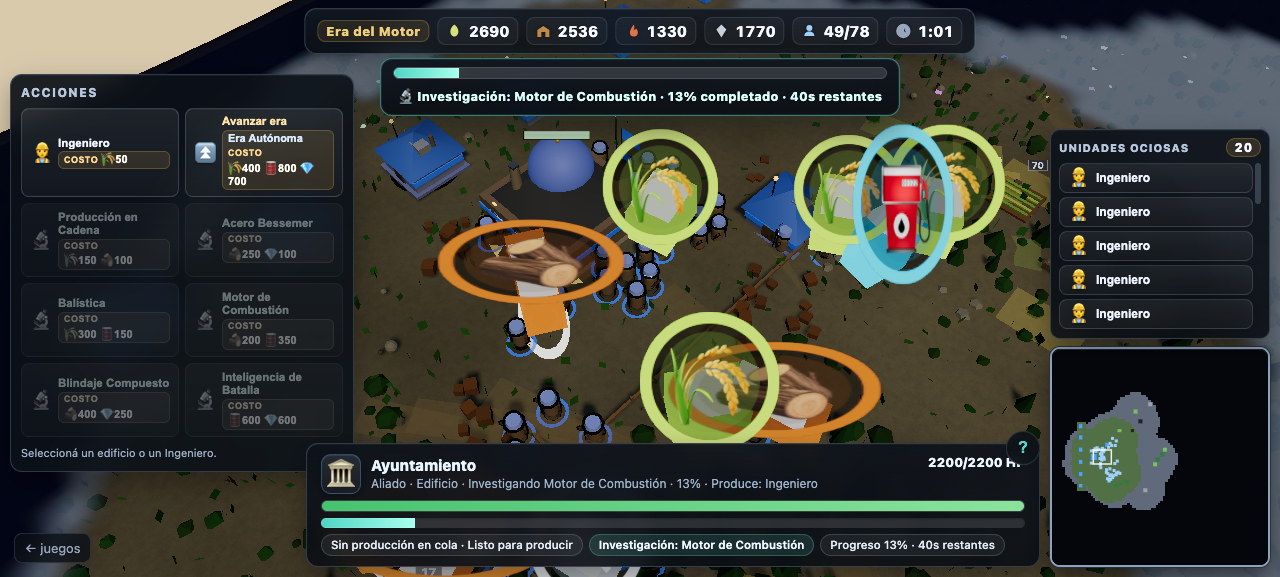 Era del Motor
2690
2536
1330
1770
49/78
1:01
Investigación: Motor de Combustión · 13% completado · 40s restantes
ACCIONES
Ingeniero
COSTO 50
Avanzar era
Era Autónoma
COSTO
400 800
700
Producción en
Cadena
COSTO
150 100
Acero Bessemer
COSTO
250 100
Balística
COSTO
300 150
Motor de
Combustión
COSTO
200 350
Blindaje Compuesto
COSTO
400 250
Inteligencia de
Batalla
COSTO
600 600
Seleccioná un edificio o un Ingeniero.
70
UNIDADES OCIOSAS
20
Ingeniero
Ingeniero
Ingeniero
Ingeniero
Ingeniero
?
Ayuntamiento
2200/2200
Aliado · Edificio · Investigando Motor de Combustión · 13% · Produce: Ingeniero
Sin producción en cola · Listo para producir
Investigación: Motor de Combustión
Progreso 13% · 40s restantes
← juegos
17